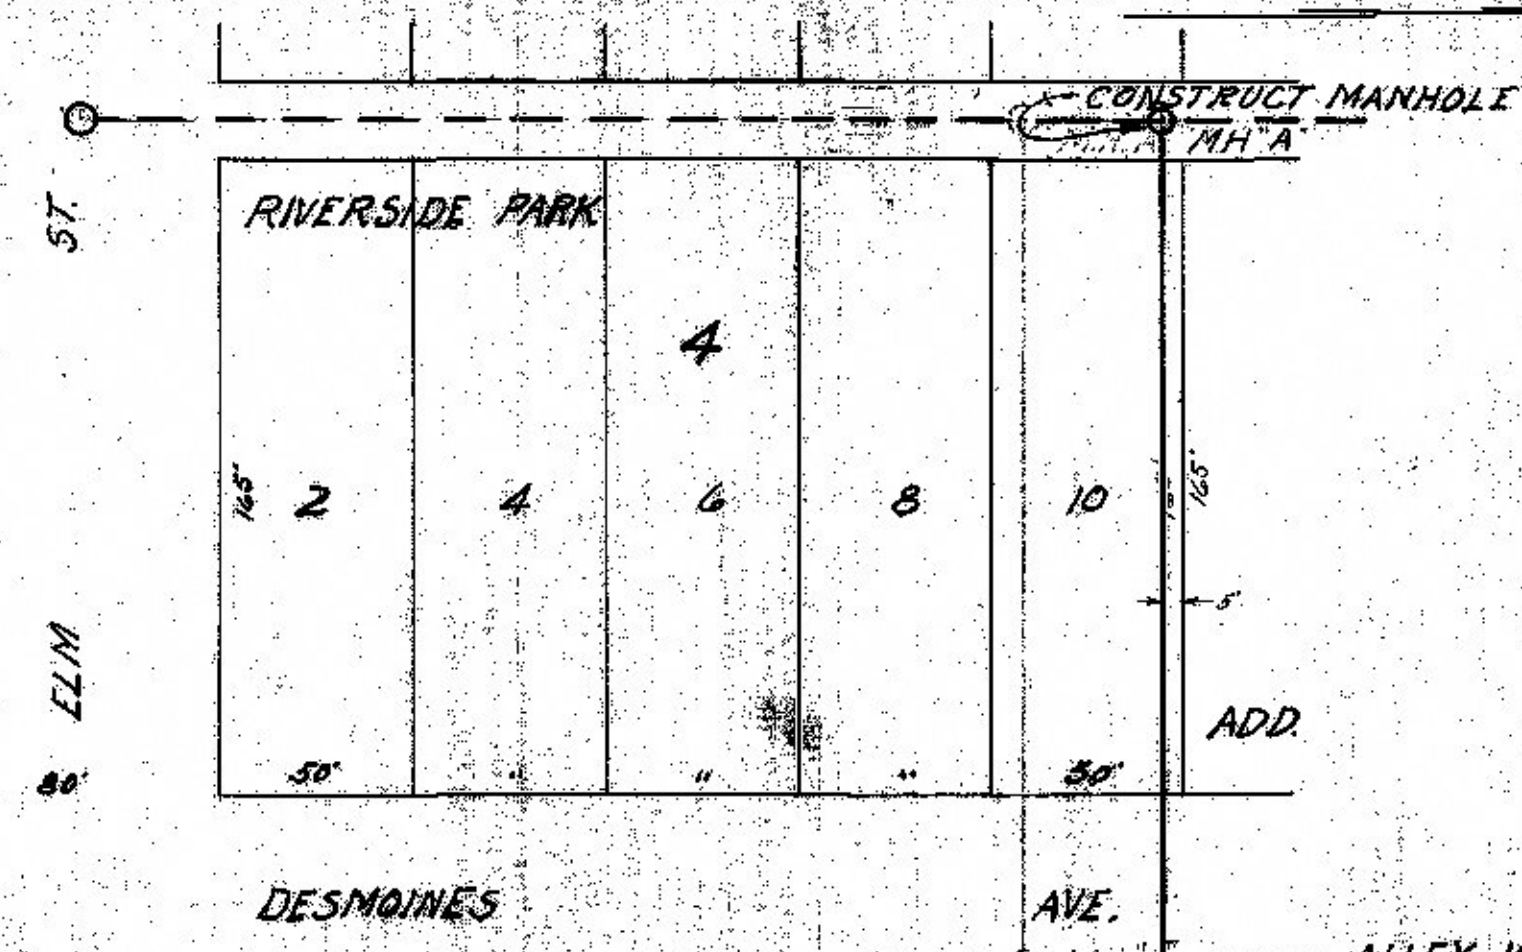 CONSTRUCT MANHOLE
MH "A"
ST.
RIVERSIDE PARK
4
165'
2
4
6
8
10
165'
5'
ELM
ADD.
80'
50'
"
"
"
50'
DESMOINES AVE.